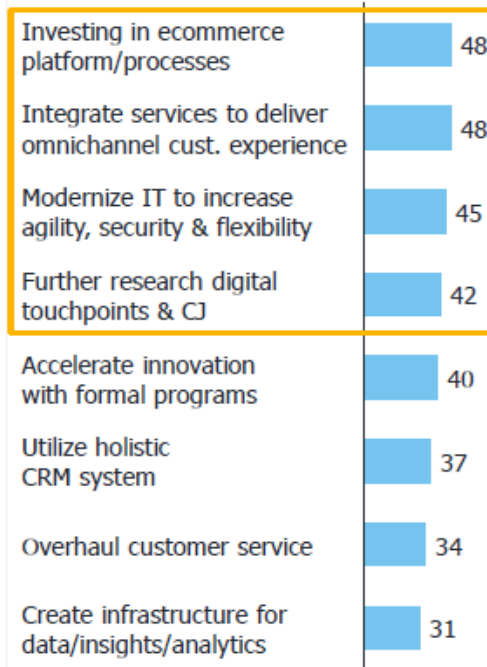 Investing in ecommerce
platform/processes
48
Integrate services to deliver
omnichannel cust. experience
48
Modernize IT to increase
agility, security & flexibility
45
Further research digital
touchpoints & CJ
42
Accelerate innovation
with formal programs
40
Utilize holistic
CRM system
37
Overhaul customer service
34
Create infrastructure for
data/insights/analytics
31